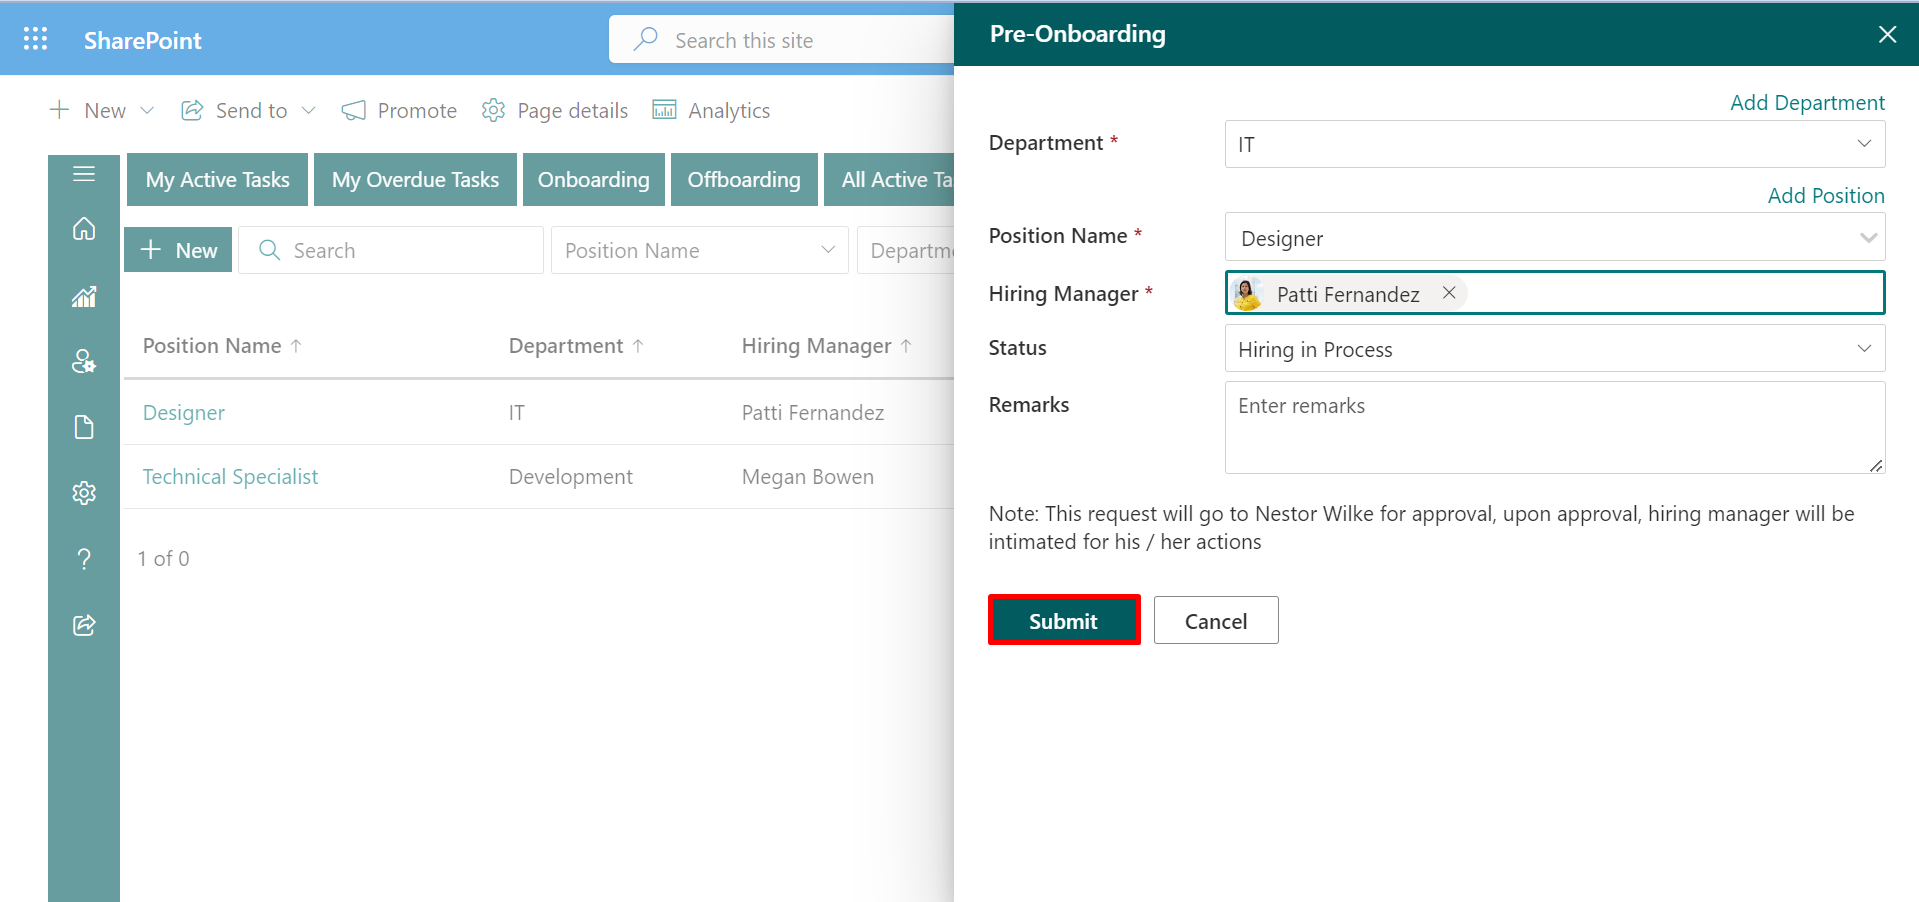 SharePoint
Search this site
New
Send to
Promote
Page details
Analytics
My Active Tasks
My Overdue Tasks
Onboarding
Offboarding
All Active Ta
New
Search
Position Name
Departm
Position Name ↑ Department ↑ Hiring Manager ↑
Designer IT Patti Fernandez
Technical Specialist Development Megan Bowen
1 of 0
Pre-Onboarding
Add Department
Department * IT
Add Position
Position Name * Designer
Hiring Manager * Patti Fernandez
Status Hiring in Process
Remarks Enter remarks
Note: This request will go to Nestor Wilke for approval, upon approval, hiring manager will be
intimated for his / her actions
Submit Cancel